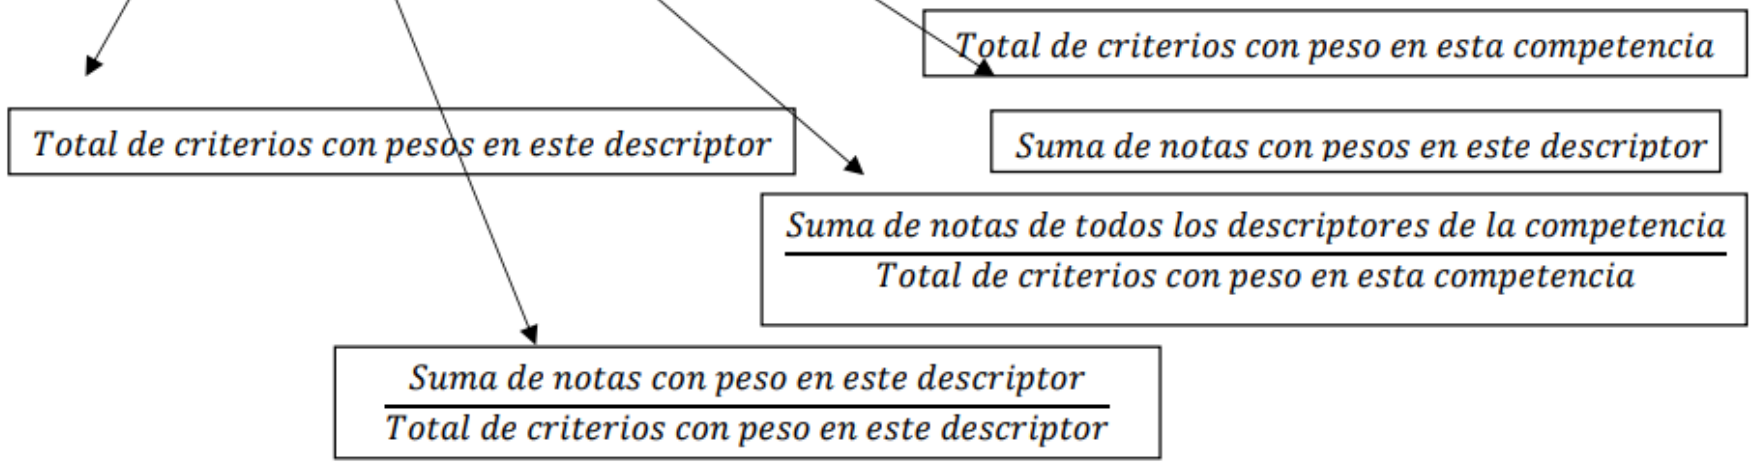 Total de criterios con peso en esta competencia
Total de criterios con pesos en este descriptor
Suma de notas con pesos en este descriptor
Suma de notas de todos los descriptores de la competencia
Total de criterios con peso en esta competencia
Suma de notas con peso en este descriptor
Total de criterios con peso en este descriptor